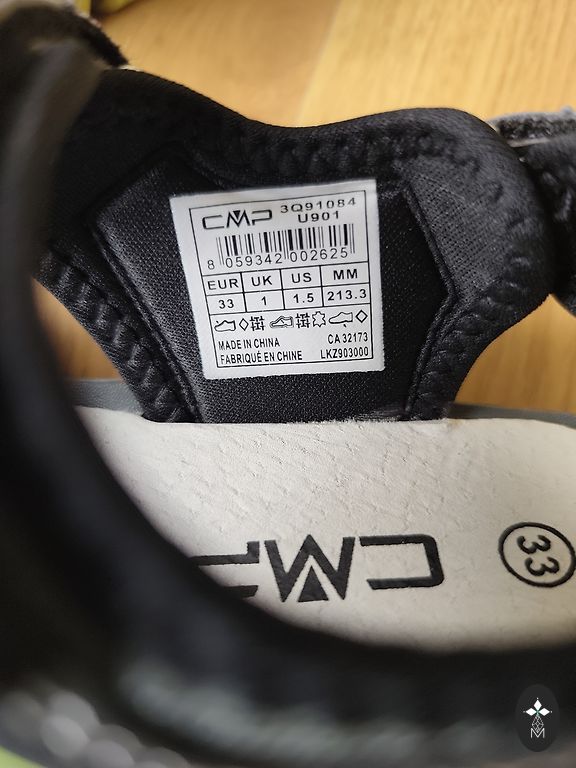 CMP 3Q91084
U901
8 059342 002625
EUR UK US MM
33 1 1.5 213.3
MADE IN CHINA CA 32173
FABRIQUÉ EN CHINE LKZ903000
CMP
33
M